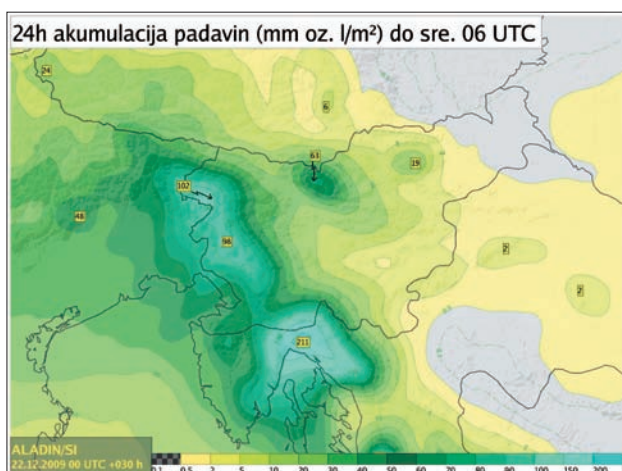 24h akumulacija padavin (mm oz. l/m²) do sre. 06 UTC
24
6
63
19
102
48
98
2
2
211
ALADIN/SI
22.12.2009 00 UTC +030 h
0.1 0.5 2 5 10 20 30 40 50 60 70 80 90 100 150 200